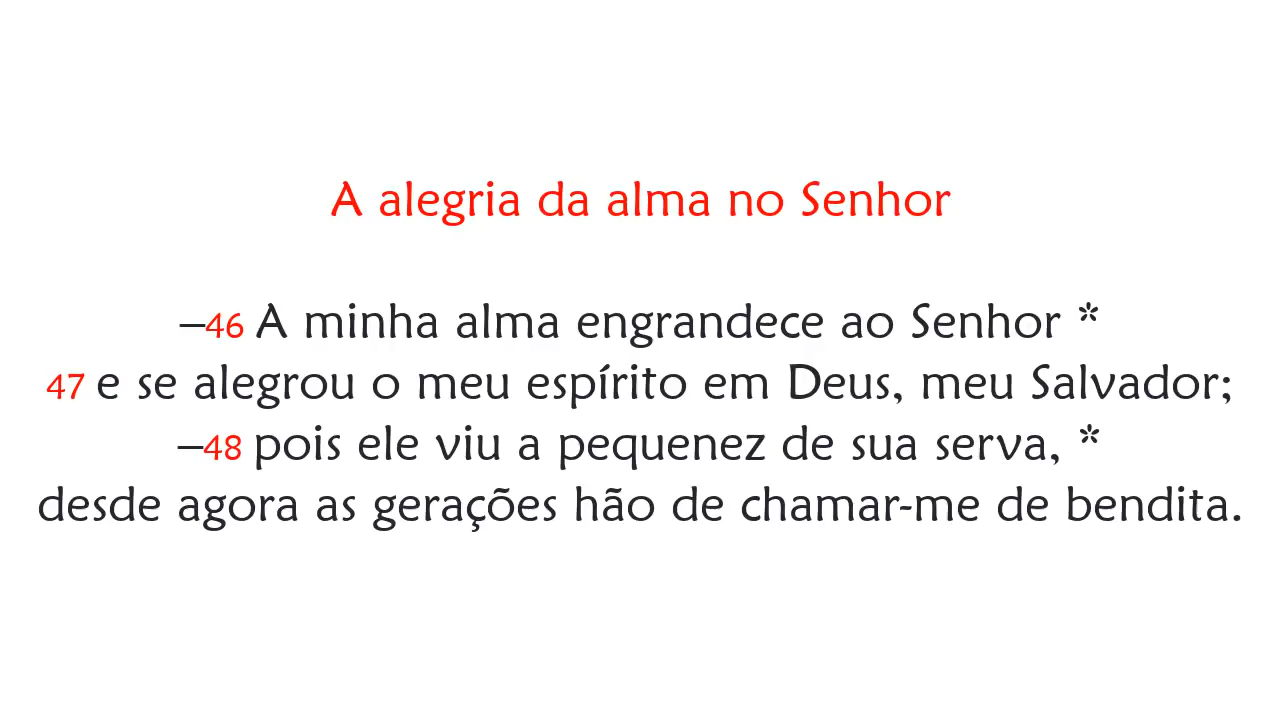 A alegria da alma no Senhor
–46 A minha alma engrandece ao Senhor *
47 e se alegrou o meu espírito em Deus, meu Salvador;
–48 pois ele viu a pequenez de sua serva, *
desde agora as gerações hão de chamar-me de bendita.